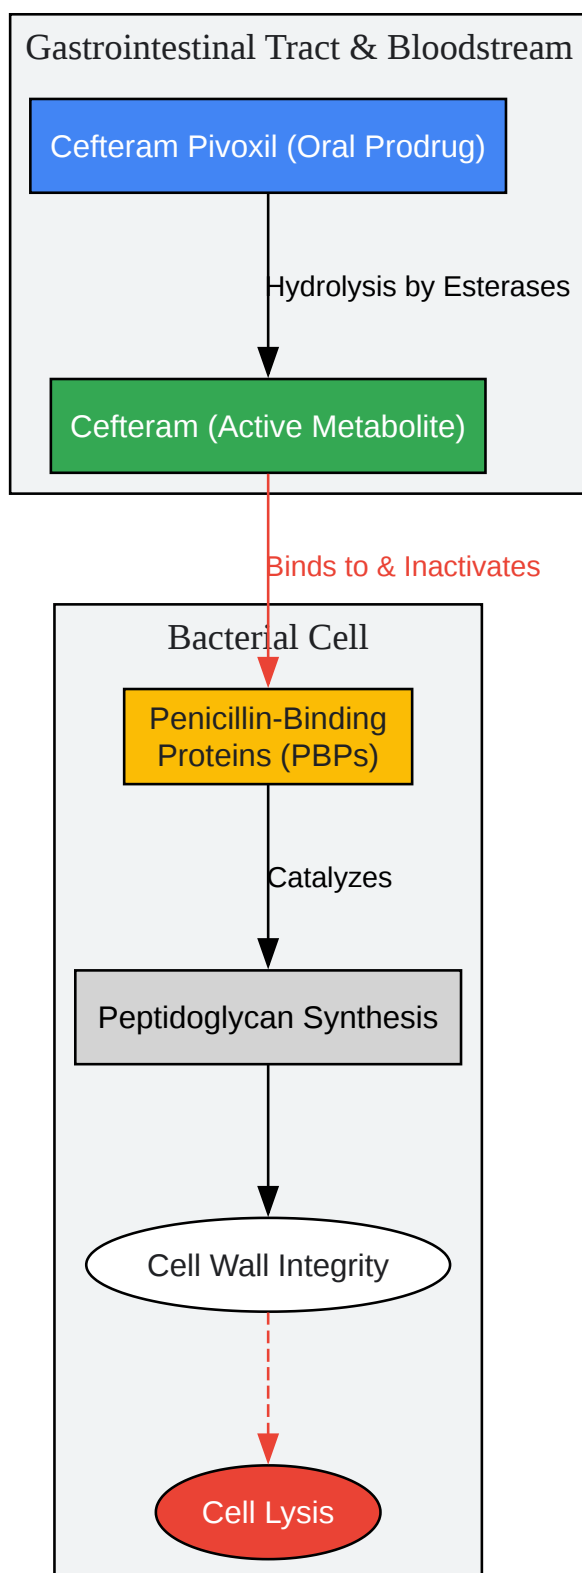 Gastrointestinal Tract & Bloodstream
Cefteram Pivoxil (Oral Prodrug)
Hydrolysis by Esterases
Cefteram (Active Metabolite)
Binds to & Inactivates
Bacterial Cell
Penicillin-Binding
Proteins (PBPs)
Catalyzes
Peptidoglycan Synthesis
Cell Wall Integrity
Cell Lysis